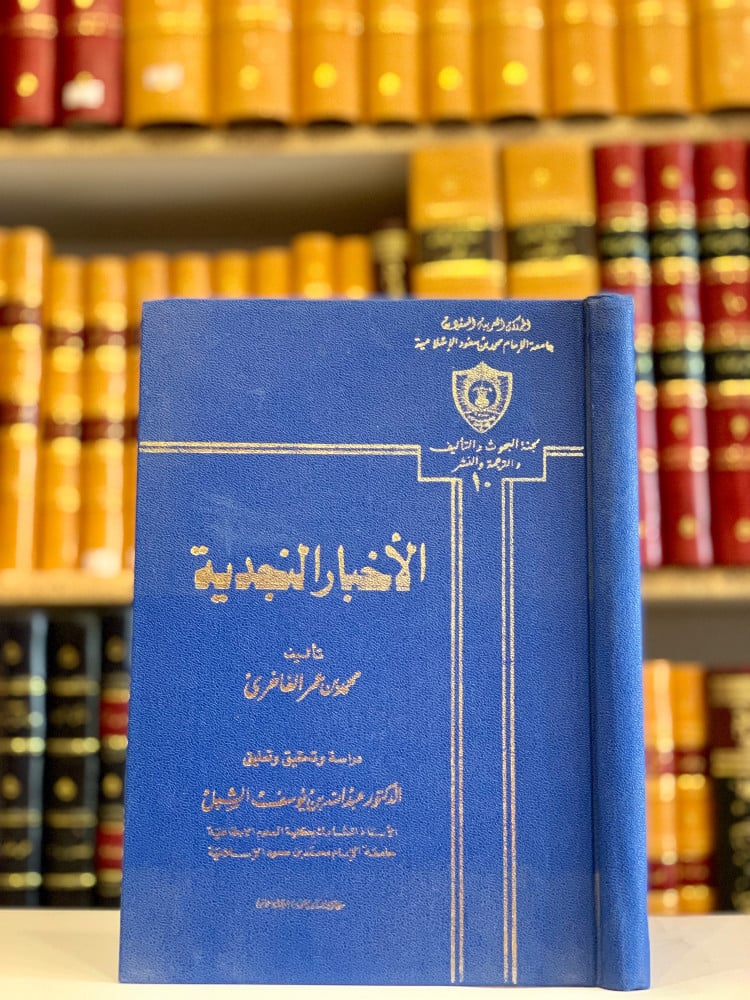 المملكة العربية السعودية
جامعة الإمام محمد بن سعود الإسلامية
لجنة البحوث والتأليف
والترجمة والنشر
١٠
الأخبار النجدية
تأليف
محمد بن عمر الفاخري
دراسة وتحقيق وتعليق
الدكتور عبدالله بن يوسف الشبل
الأستاذ المشارك بكلية العلوم الاجتماعية
جامعة الإمام محمد بن سعود الإسلامية